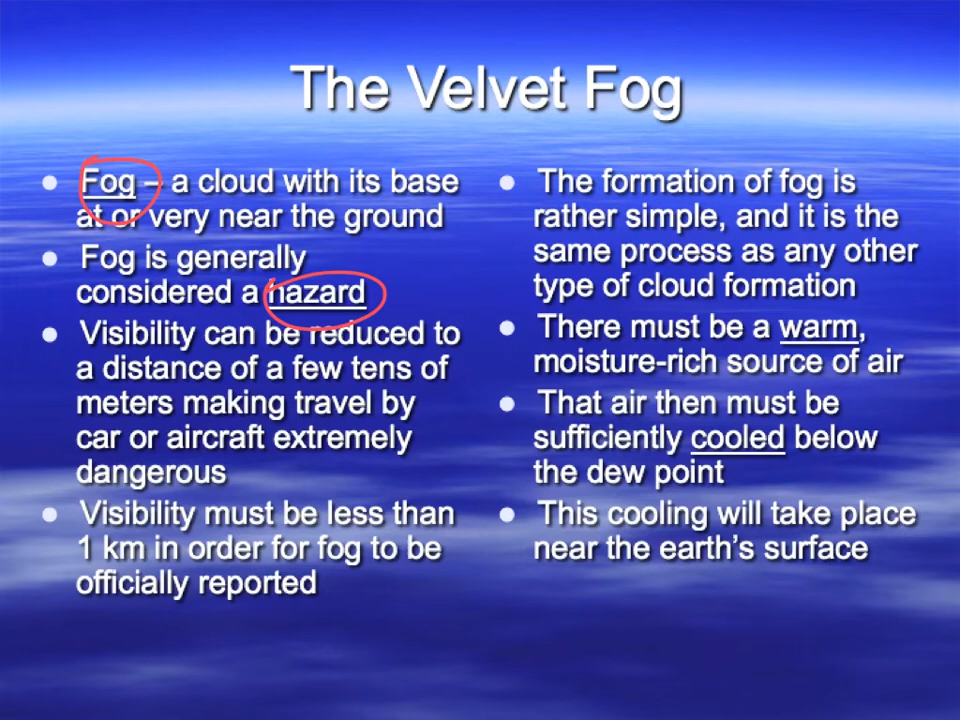 The Velvet Fog
● Fog – a cloud with its base
at or very near the ground
● Fog is generally
considered a hazard
● Visibility can be reduced to
a distance of a few tens of
meters making travel by
car or aircraft extremely
dangerous
● Visibility must be less than
1 km in order for fog to be
officially reported
● The formation of fog is
rather simple, and it is the
same process as any other
type of cloud formation
● There must be a warm,
moisture-rich source of air
● That air then must be
sufficiently cooled below
the dew point
● This cooling will take place
near the earth’s surface